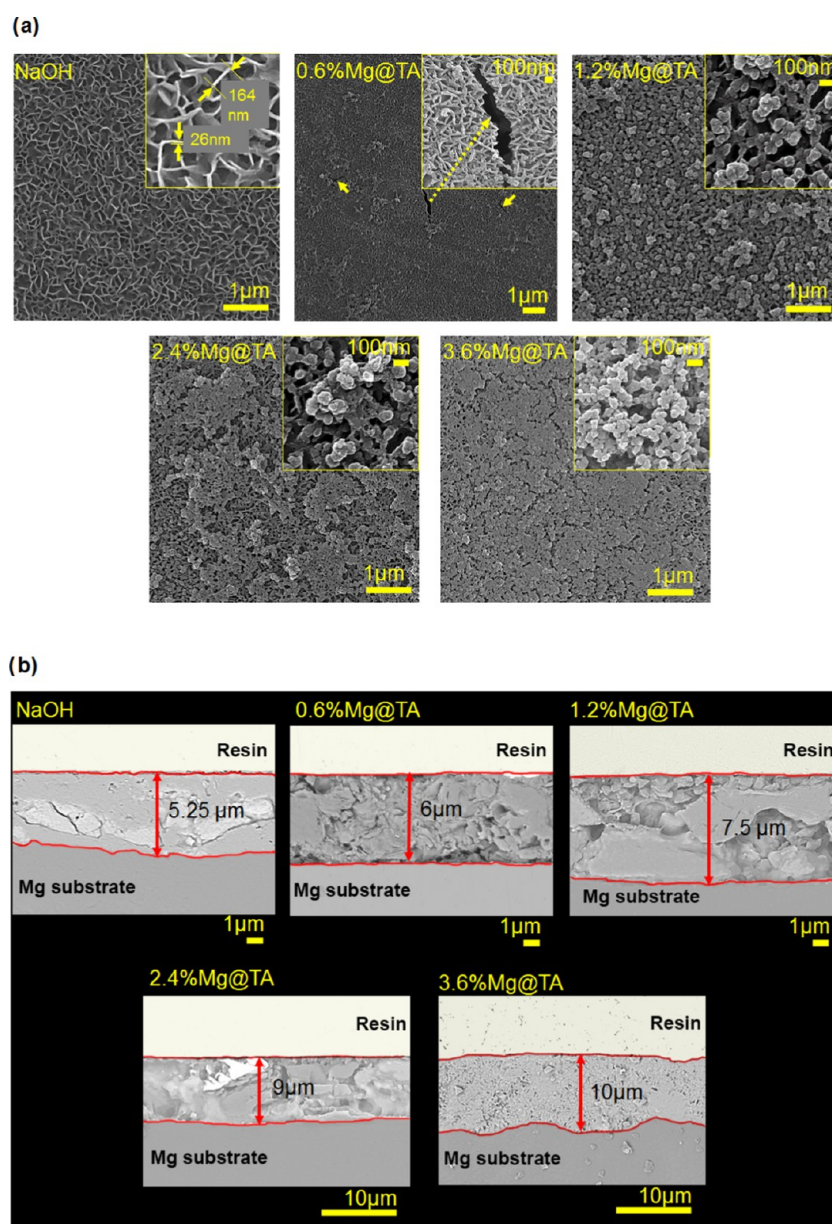 (a)
NaOH
164
nm
26nm
1µm
0.6%Mg@TA
100nm
1µm
1.2%Mg@TA
100nm
1µm
2.4%Mg@TA
100nm
1µm
3.6%Mg@TA
100nm
1µm
(b)
NaOH
Resin
5.25 µm
Mg substrate
1µm
0.6%Mg@TA
Resin
6µm
Mg substrate
1µm
1.2%Mg@TA
Resin
7.5 µm
Mg substrate
1µm
2.4%Mg@TA
Resin
9µm
Mg substrate
10µm
3.6%Mg@TA
Resin
10µm
Mg substrate
10µm